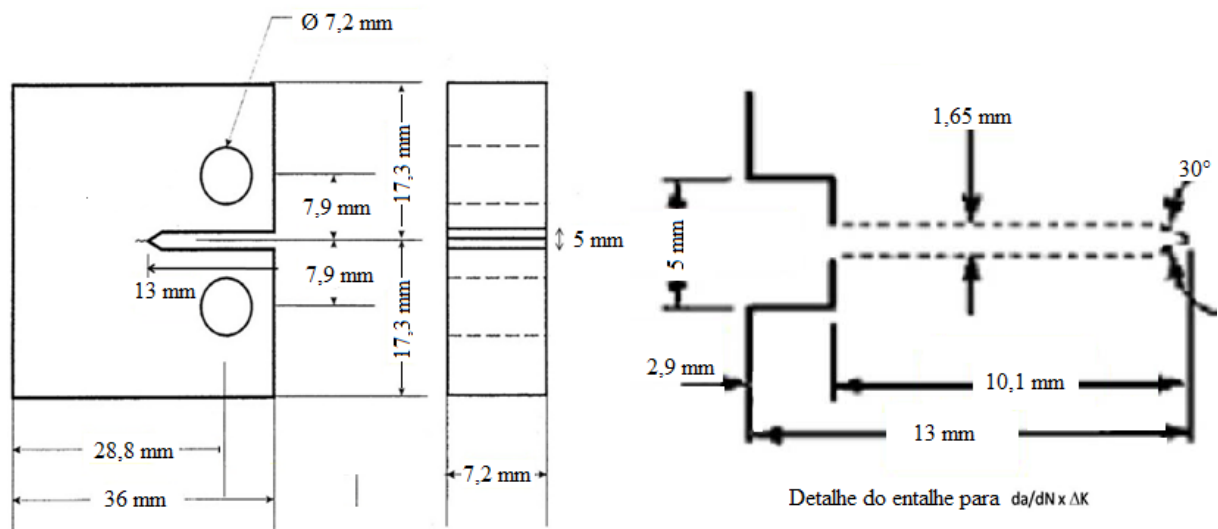 Ø 7,2 mm
17,3 mm
7,9 mm
5 mm
7,9 mm
13 mm
17,3 mm
28,8 mm
36 mm
7,2 mm
1,65 mm
30°
5 mm
2,9 mm
10,1 mm
13 mm
Detalhe do entalhe para da/dN x ΔK